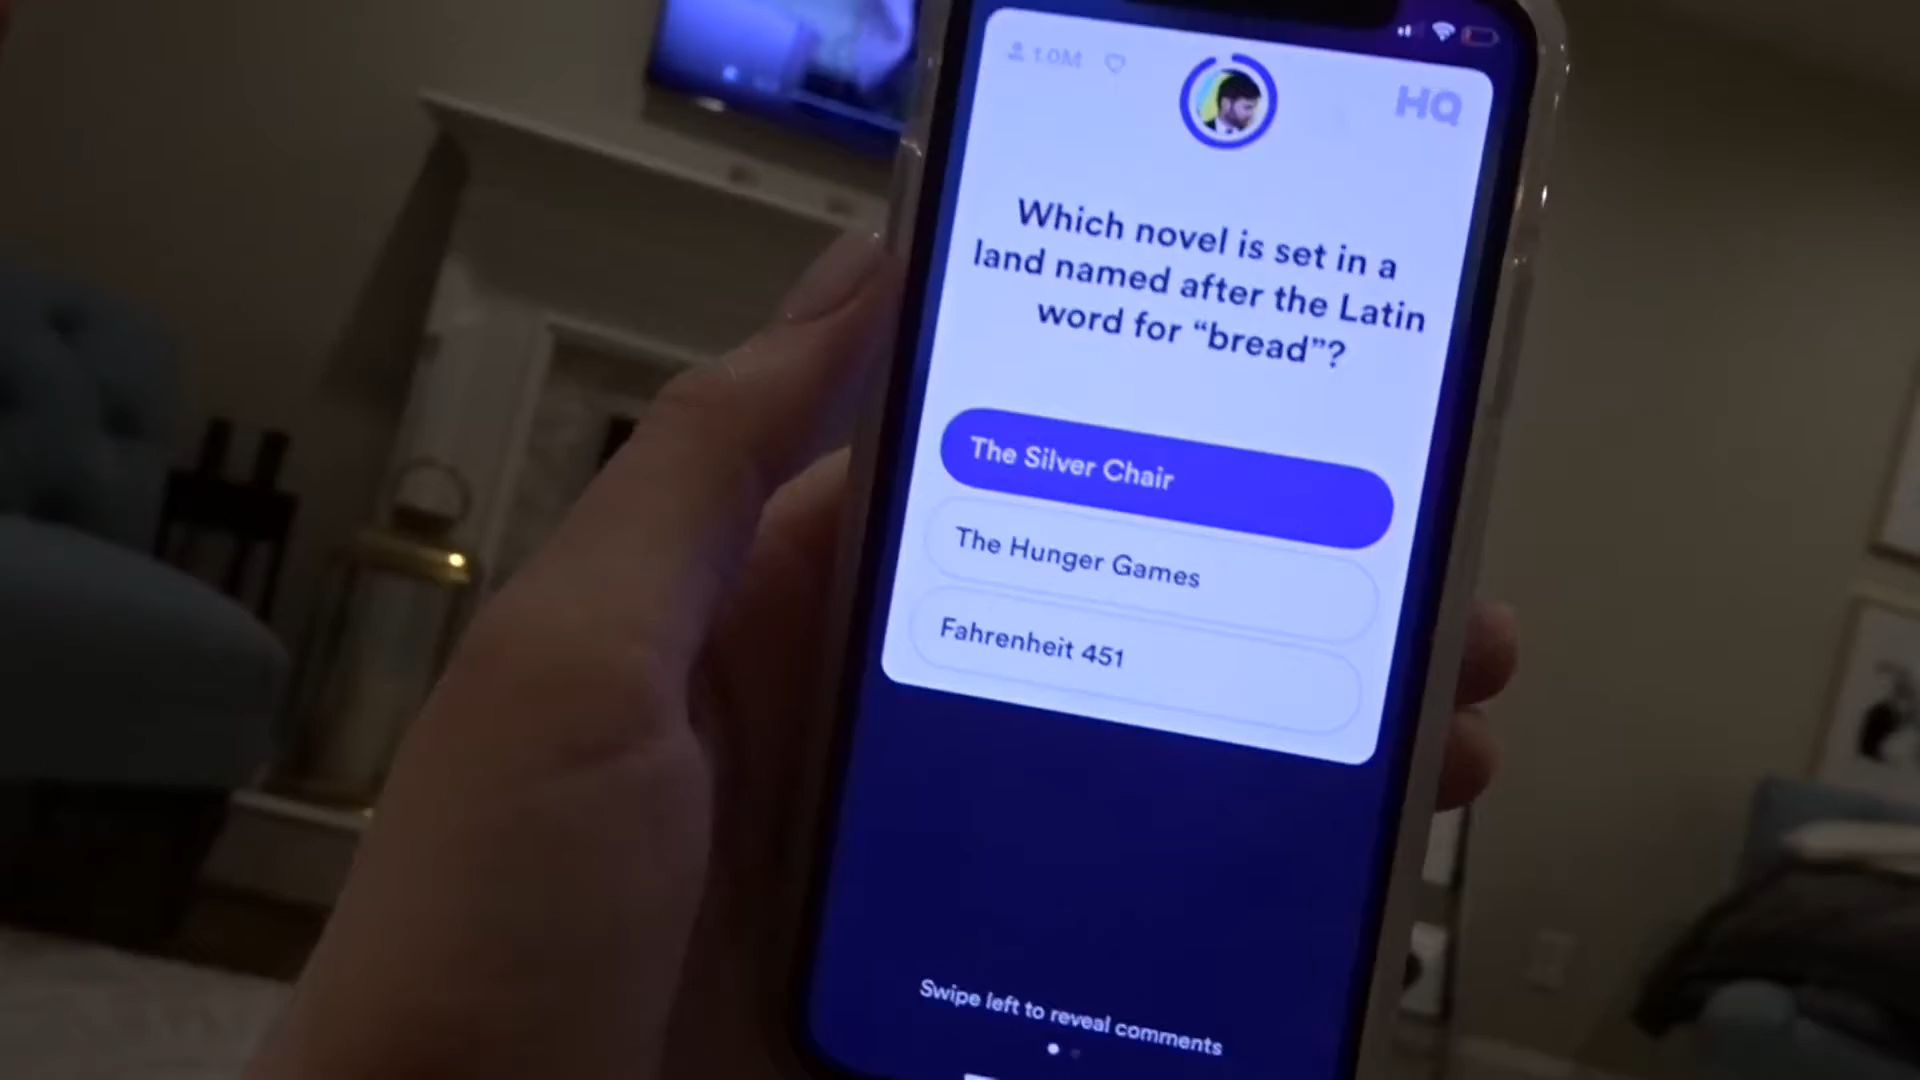 1.0M
HQ
Which novel is set in a
land named after the Latin
word for “bread”?
The Silver Chair
The Hunger Games
Fahrenheit 451
Swipe left to reveal comments